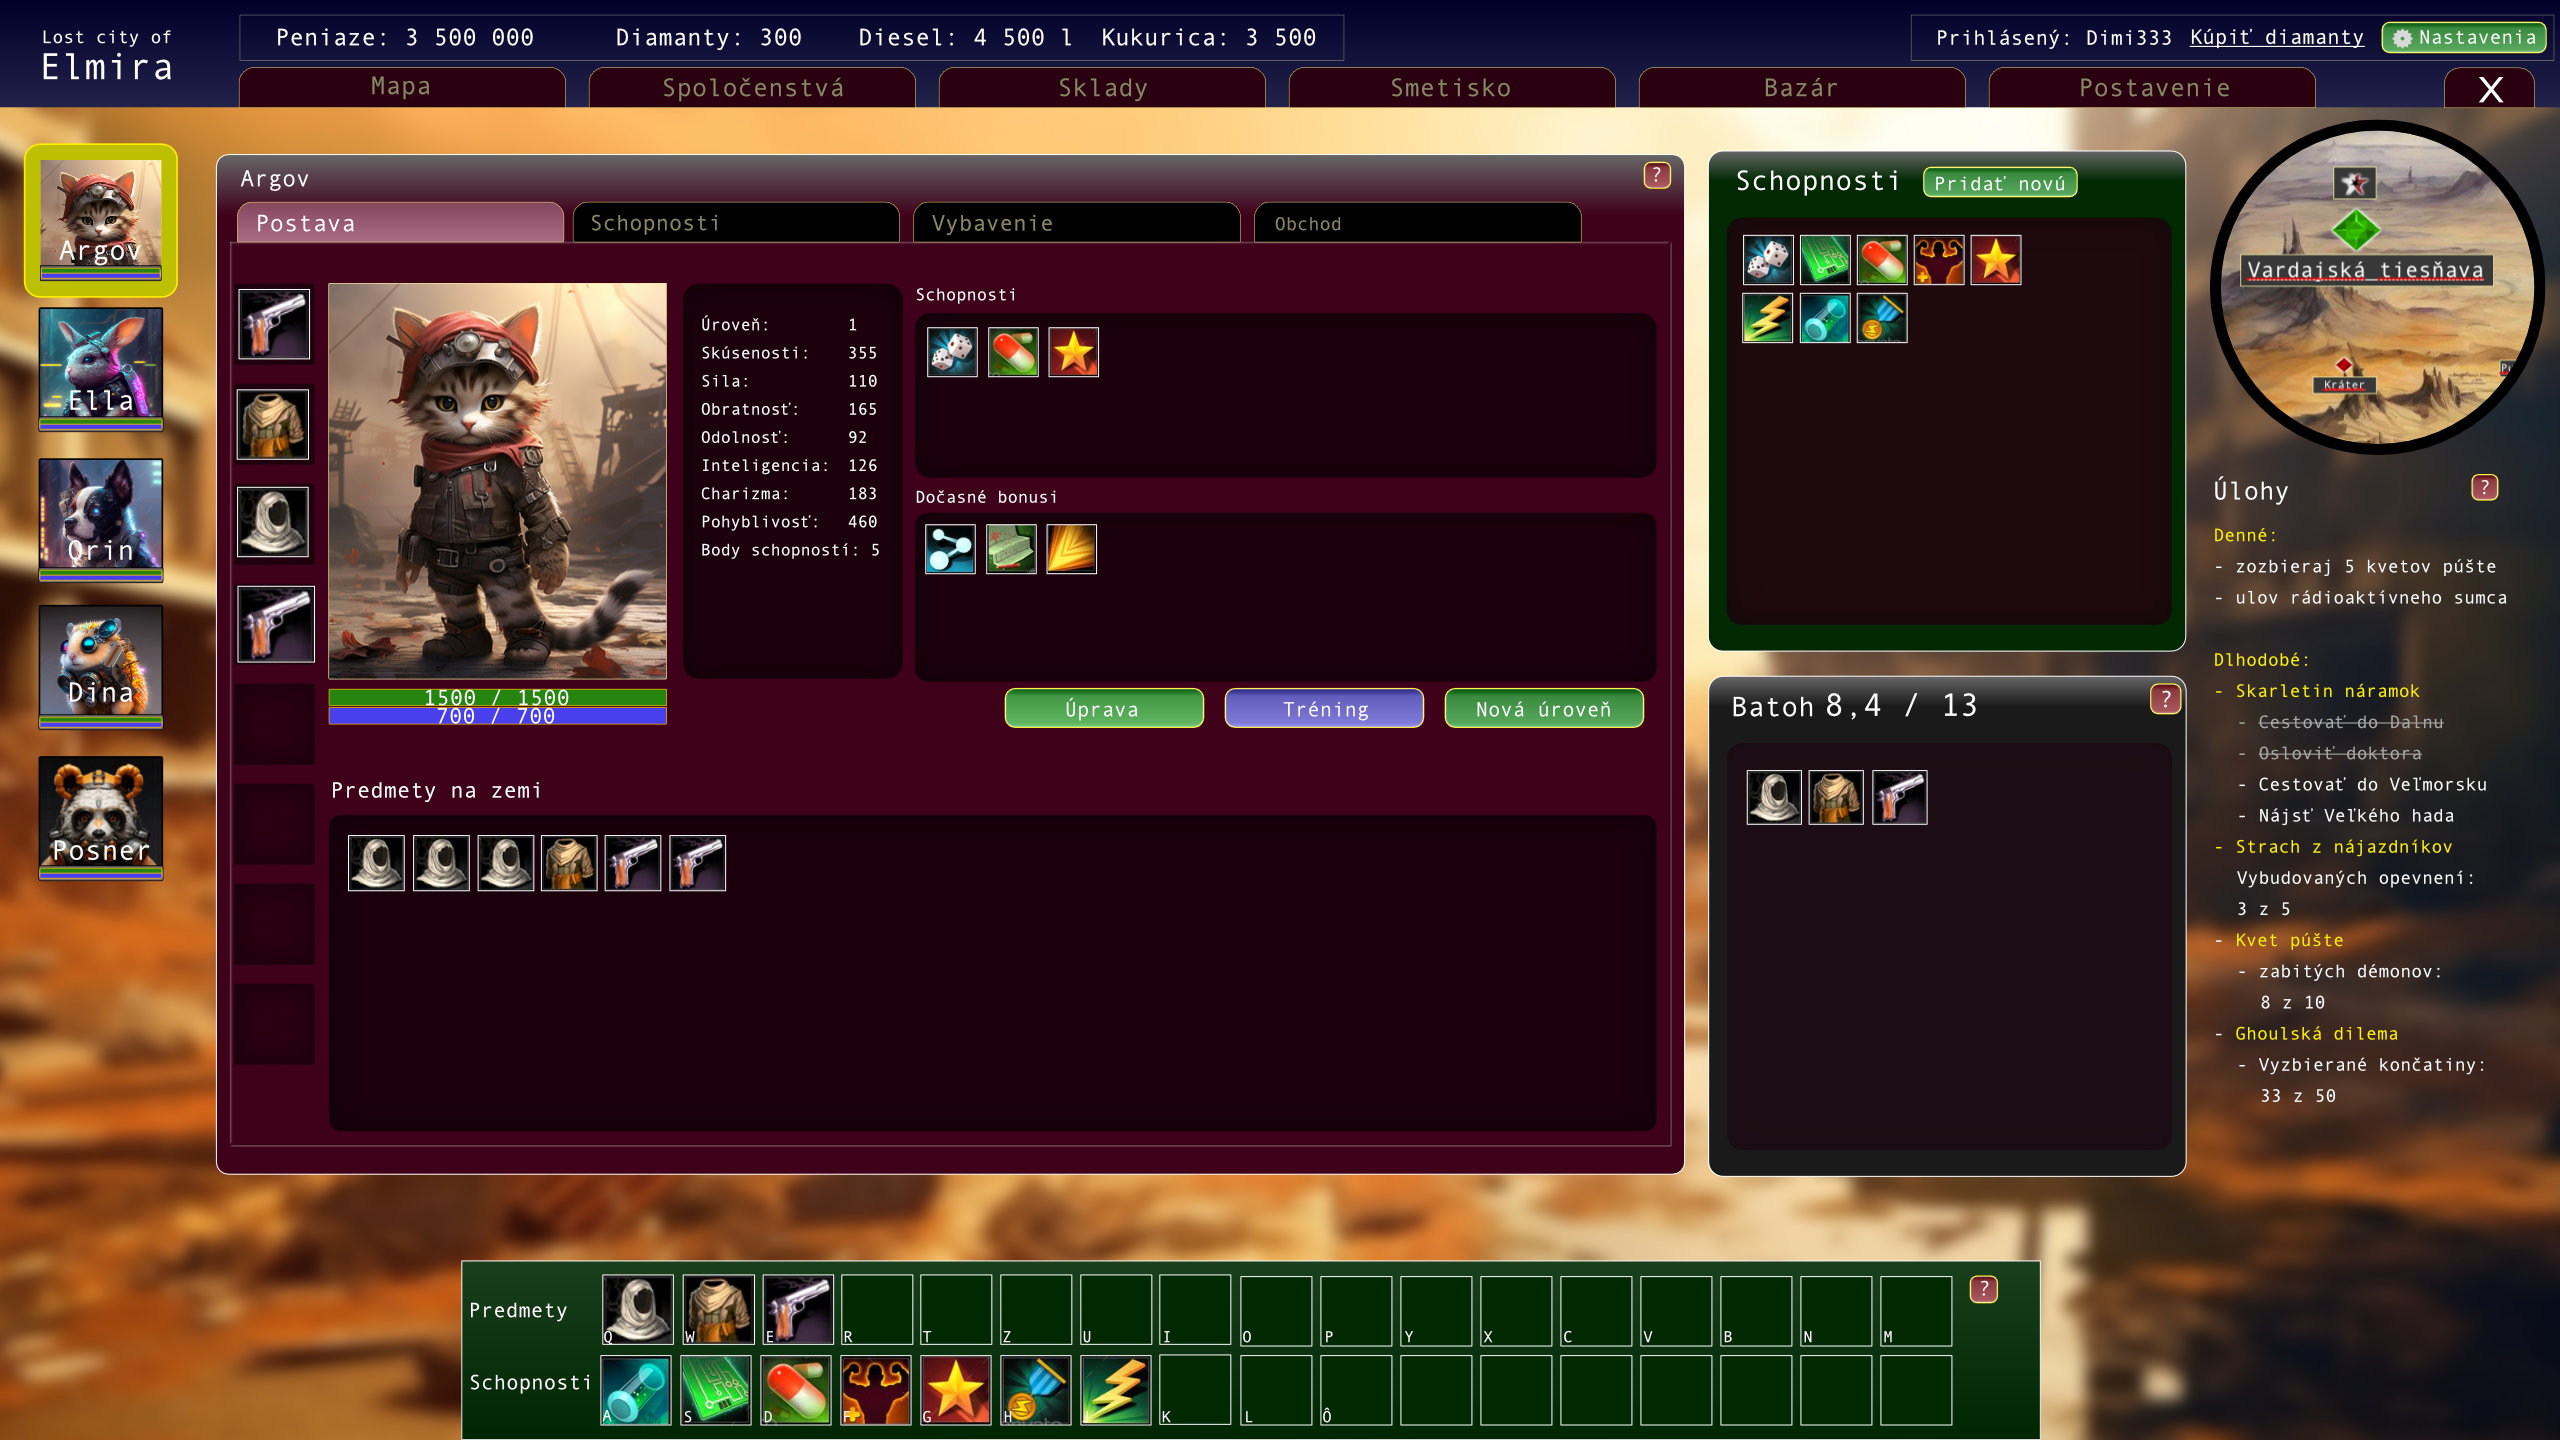 Lost city of
Elmira
Peniaze: 3 500 000 Diamanty: 300 Diesel: 4 500 l Kukurica: 3 500
Prihlásený: Dimi333 Kúpiť diamanty Nastavenia
Mapa Spoločenstvá Sklady Smetisko Bazár Postavenie X
Argov
Ella
Orin
Dina
Posner
Argov ?
Postava Schopnosti Vybavenie Obchod
Úroveň: 1
Skúsenosti: 355
Sila: 110
Obratnosť: 165
Odolnosť: 92
Inteligencia: 126
Charizma: 183
Pohyblivosť: 460
Body schopností: 5
Schopnosti
Dočasné bonusi
1500 / 1500
700 / 700
Úprava Tréning Nová úroveň
Predmety na zemi
Schopnosti Pridať novú
Batoh 8,4 / 13 ?
Vardajská tiesňava
Kráter
Úlohy ?
Denné:
- zozbieraj 5 kvetov púšte
- ulov rádioaktívneho sumca
Dlhodobé:
- Skarletin náramok
- Cestovať do Dalnu
- Osloviť doktora
- Cestovať do Veľmorsku
- Nájsť Veľkého hada
- Strach z nájazdníkov
Vybudovaných opevnení:
3 z 5
- Kvet púšte
- zabitých démonov:
8 z 10
- Ghoulská dilema
- Vyzbierané končatiny:
33 z 50
Predmety Q W E R T Z U I O P Y X C V B N M ?
Schopnosti A S D F G H K L Ô